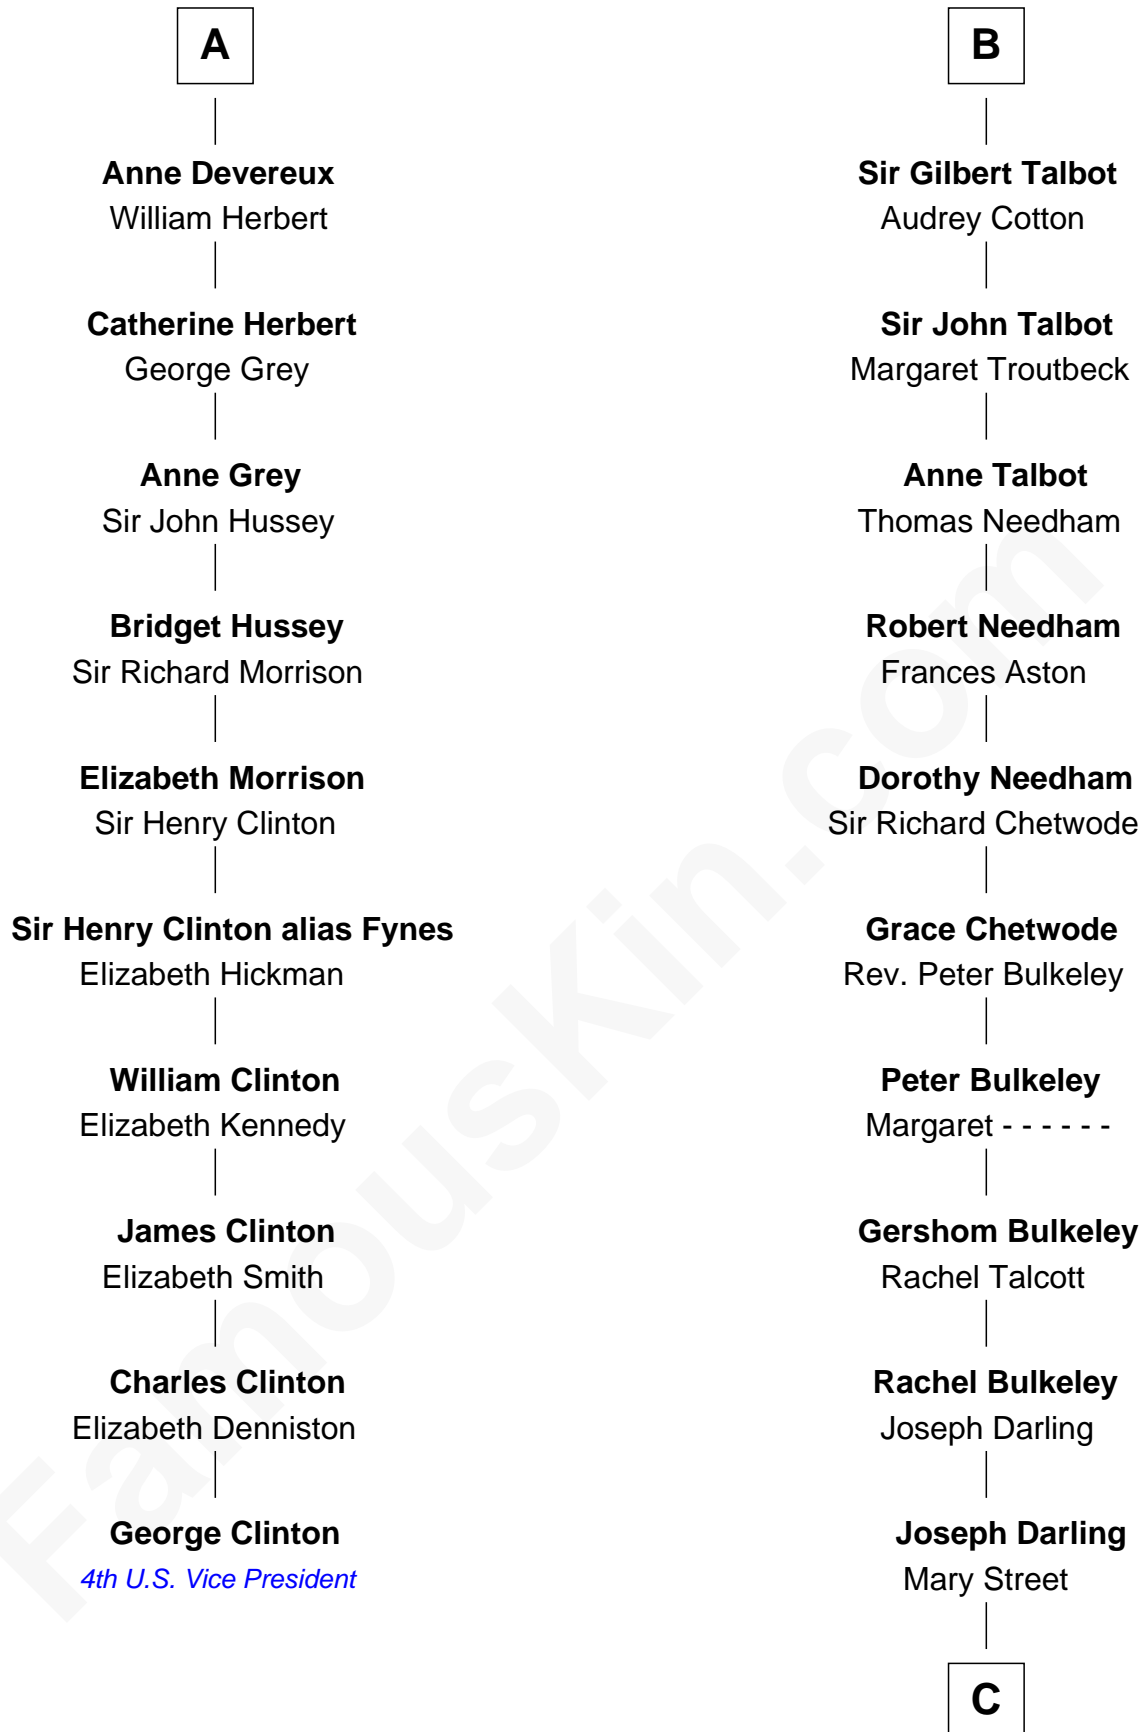 A
Anne Devereux
William Herbert
Catherine Herbert
George Grey
Anne Grey
Sir John Hussey
Bridget Hussey
Sir Richard Morrison
Elizabeth Morrison
Sir Henry Clinton
Sir Henry Clinton alias Fynes
Elizabeth Hickman
William Clinton
Elizabeth Kennedy
James Clinton
Elizabeth Smith
Charles Clinton
Elizabeth Denniston
George Clinton
4th U.S. Vice President
B
Sir Gilbert Talbot
Audrey Cotton
Sir John Talbot
Margaret Troutbeck
Anne Talbot
Thomas Needham
Robert Needham
Frances Aston
Dorothy Needham
Sir Richard Chetwode
Grace Chetwode
Rev. Peter Bulkeley
Peter Bulkeley
Margaret - - - - - -
Gershom Bulkeley
Rachel Talcott
Rachel Bulkeley
Joseph Darling
Joseph Darling
Mary Street
C
FamousKin.com